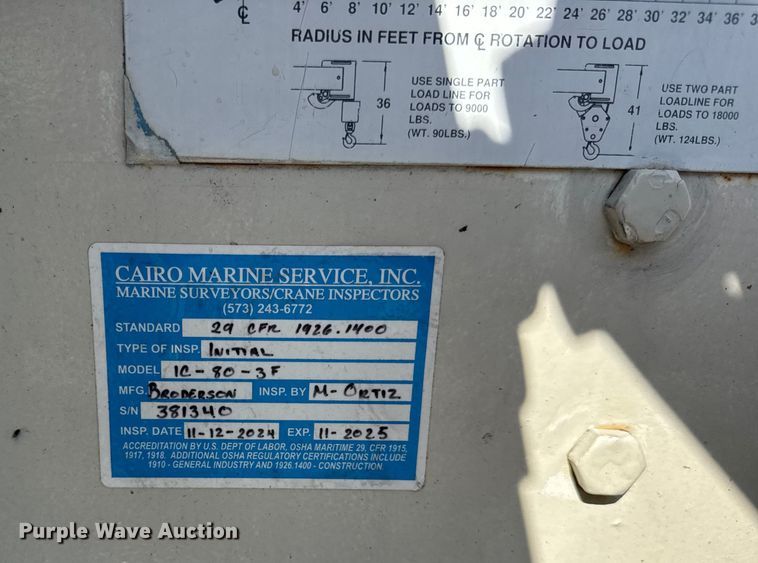 4' 6' 8' 10' 12' 14' 16' 18' 20' 22' 24' 26' 28' 30' 32' 34' 36'
RADIUS IN FEET FROM ℄ ROTATION TO LOAD
36
USE SINGLE PART
LOAD LINE FOR
LOADS TO 9000
LBS.
(WT. 90LBS.)
41
USE TWO PART
LOADLINE FOR
LOADS TO 18000
LBS.
(WT. 124LBS.)
CAIRO MARINE SERVICE, INC.
MARINE SURVEYORS/CRANE INSPECTORS
(573) 243-6772
STANDARD 29 CFR 1926.1400
TYPE OF INSP. INITIAL
MODEL IC-80-3F
MFG. BRODERSON INSP. BY M-ORTIZ
S/N 381340
INSP. DATE 11-12-2024 EXP. 11-2025
ACCREDITATION BY U.S. DEPT OF LABOR, OSHA MARITIME 29, CFR 1915,
1917, 1918. ADDITIONAL OSHA REGULATORY CERTIFICATIONS INCLUDE
1910 - GENERAL INDUSTRY AND 1926.1400 - CONSTRUCTION.
Purple Wave Auction